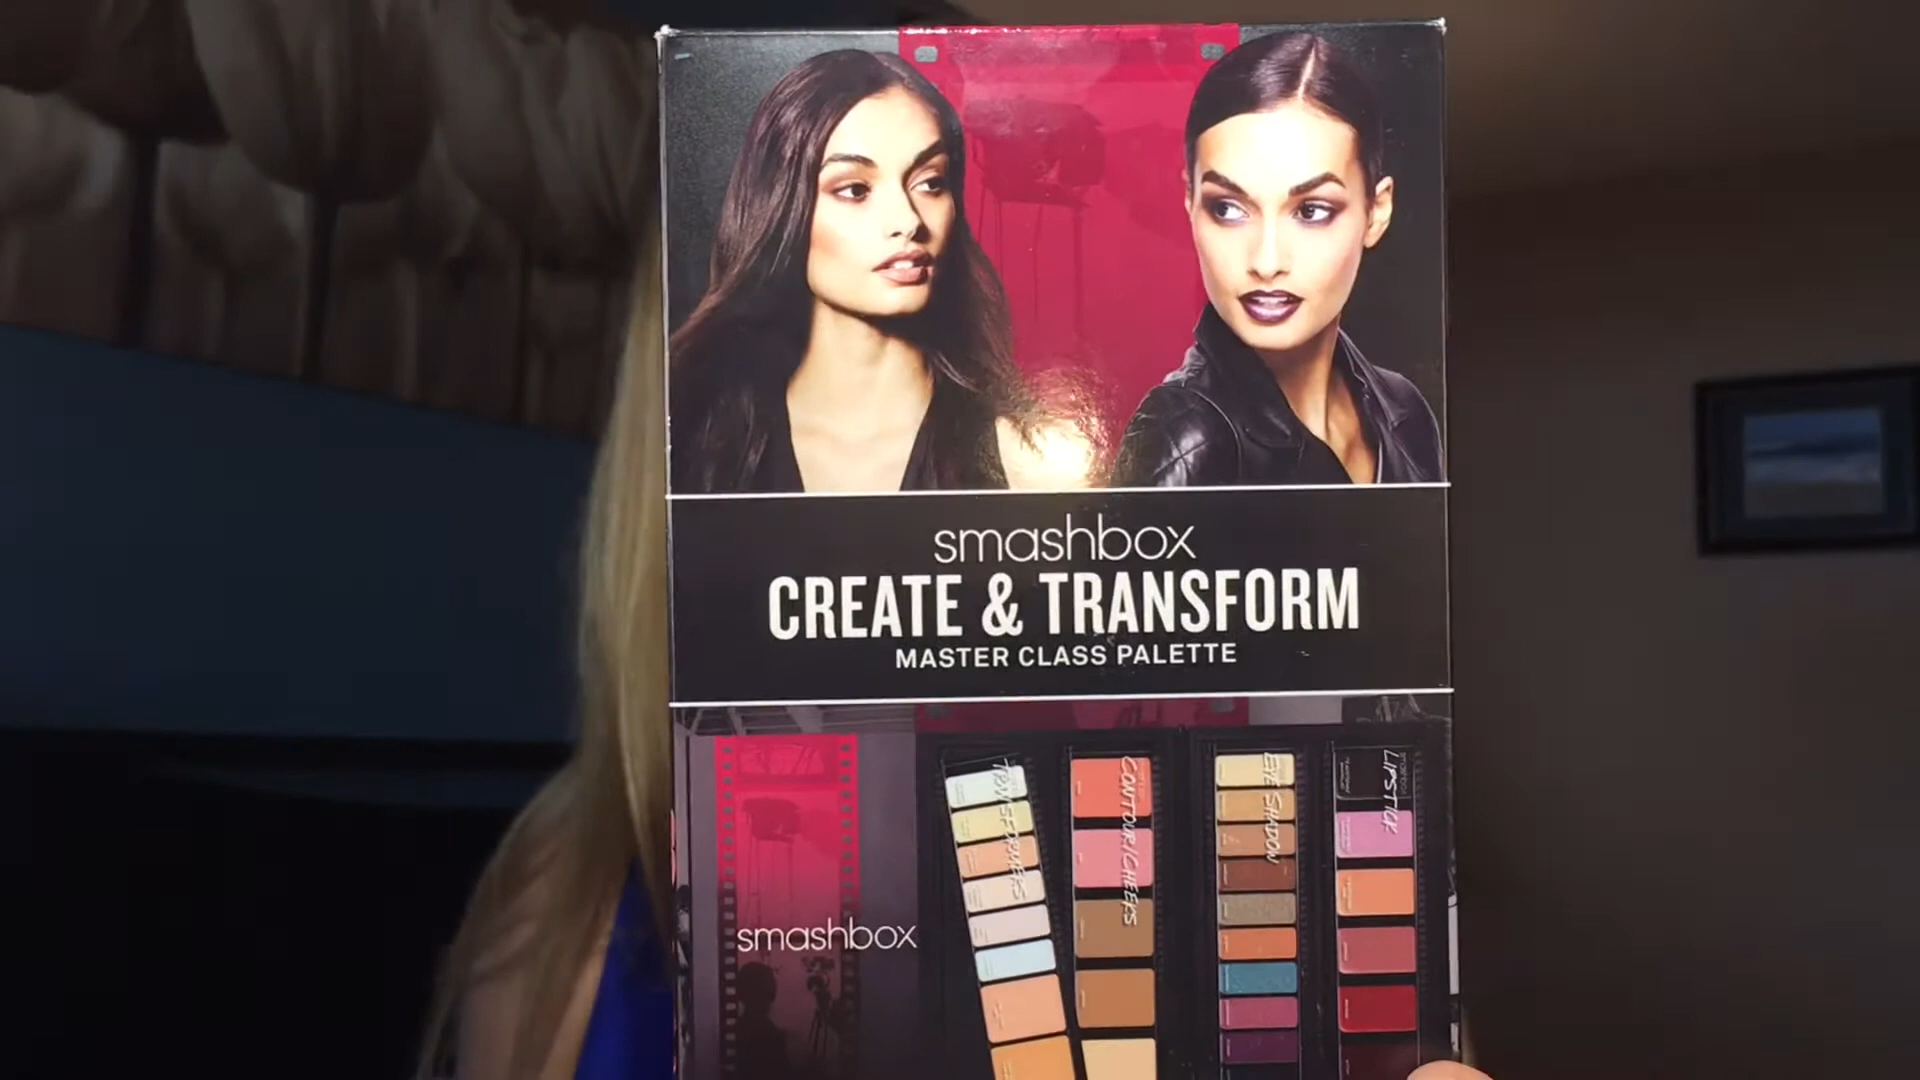 smashbox
CREATE & TRANSFORM
MASTER CLASS PALETTE
smashbox
TRANSFORMERS
CONTOUR/CHEEKS
EYE SHADOW
LIPSTICK